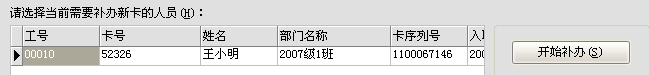 请选择当前需要补办新卡的人员(H)：
工号 卡号 姓名 部门名称 卡序列号
00010 52326 王小明 2007级1班 1100067146 200
开始补办(S)